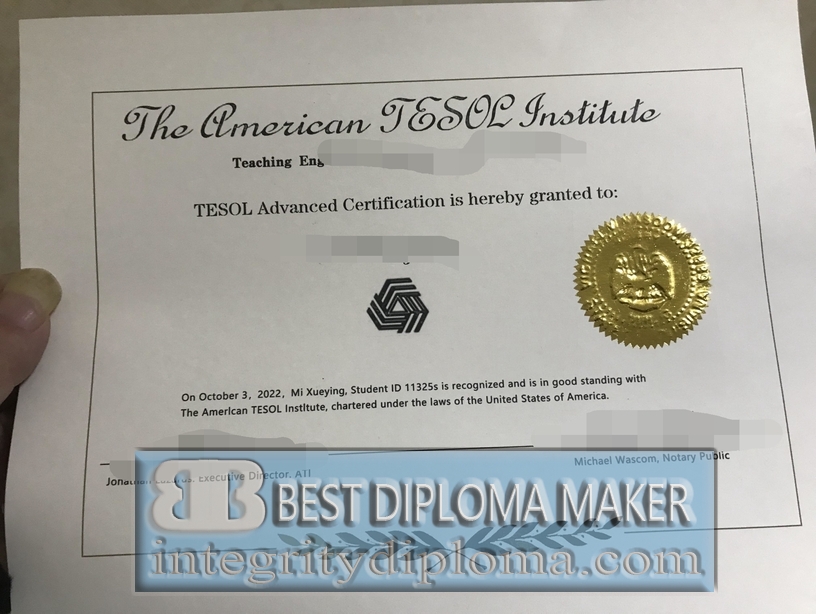 The American TESOL Institute
Teaching
TESOL Advanced Certification is hereby granted to:
On October 3, 2022, Mi Xueying, Student ID 11325s is recognized and is in good standing with
The American TESOL Institute, chartered under the laws of the United States of America.
Michael Wascom, Notary Public
Executive Director, ATI
BEST DIPLOMA MAKER
integritydiploma.com